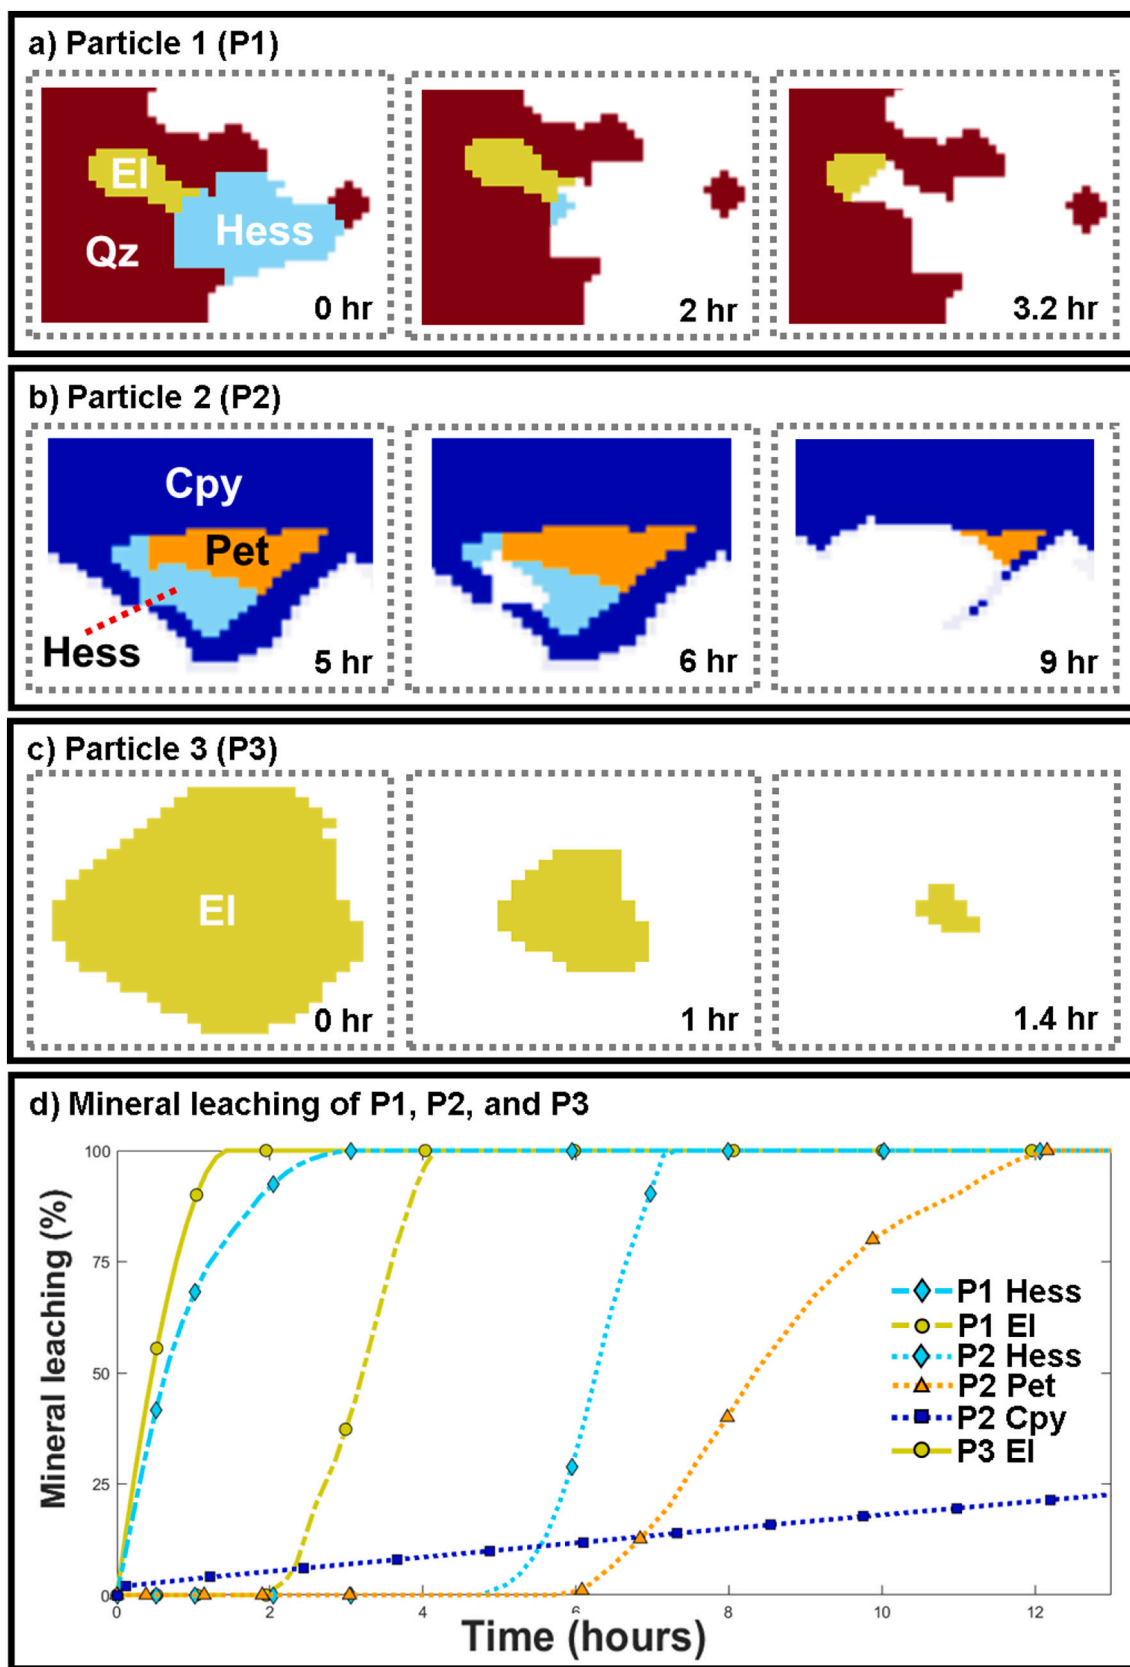 a) Particle 1 (P1)
El
Hess
Qz
0 hr
2 hr
3.2 hr
b) Particle 2 (P2)
Cpy
Pet
Hess
5 hr
6 hr
9 hr
c) Particle 3 (P3)
El
0 hr
1 hr
1.4 hr
d) Mineral leaching of P1, P2, and P3
Mineral leaching (%)
100
75
50
25
0
P1 Hess
P1 El
P2 Hess
P2 Pet
P2 Cpy
P3 El
0 2 4 6 8 10 12
Time (hours)